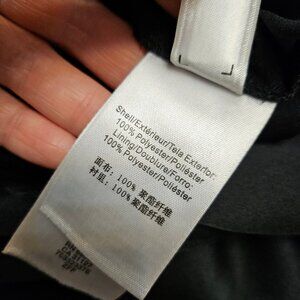 Shell/Extérieur/Tela Exterior:
100% Polyester/Poliéster
Lining/Doublure/Forro:
100% Polyester/Poliéster
面布: 100% 聚酯纤维
衬里: 100% 聚酯纤维